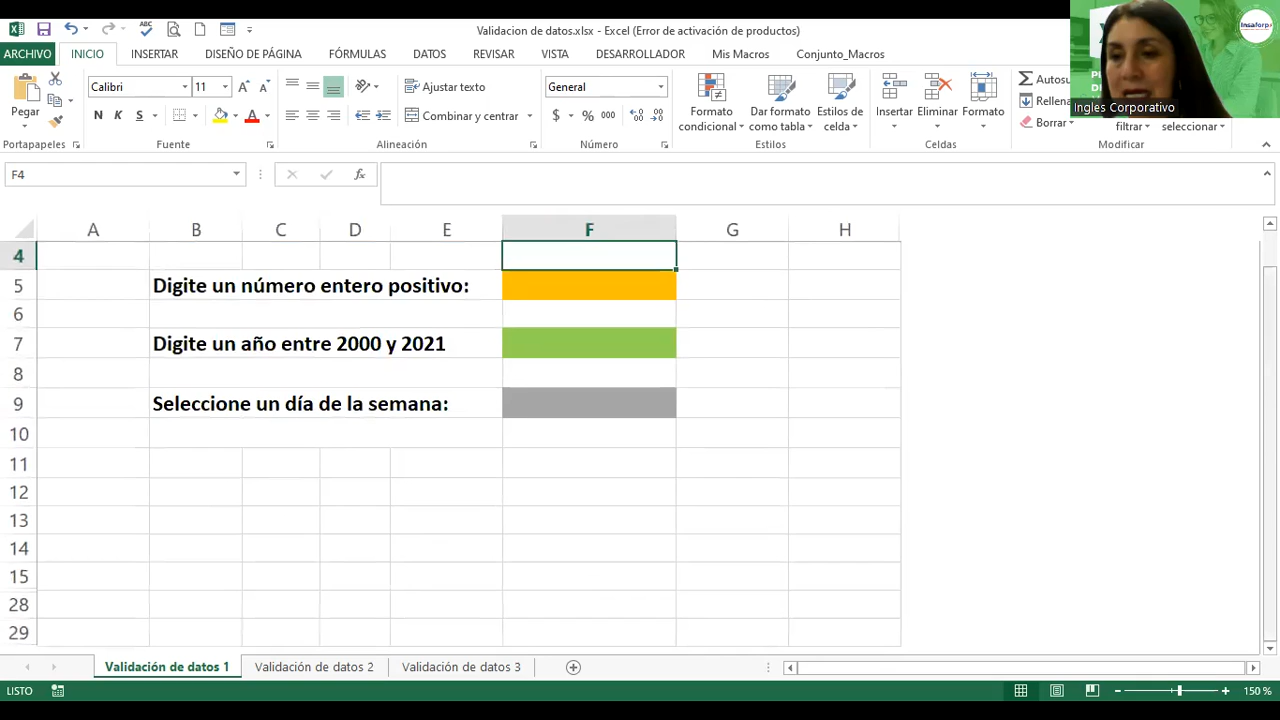 Validacion de datos.xlsx - Excel (Error de activación de productos)
ARCHIVO INICIO INSERTAR DISEÑO DE PÁGINA FÓRMULAS DATOS REVISAR VISTA DESARROLLADOR Mis Macros Conjunto_Macros
Insaforp
Ingles Corporativo
Pegar
Calibri 11
N K S
Ajustar texto
Combinar y centrar
General
$ % 000
Formato condicional
Dar formato como tabla
Estilos de celda
Insertar Eliminar Formato
Autosu
Rellena
Borrar
filtrar
seleccionar
Portapapeles Fuente Alineación Número Estilos Celdas Modificar
F4
fx
A B C D E F G H
4
5 Digite un número entero positivo:
6
7 Digite un año entre 2000 y 2021
8
9 Seleccione un día de la semana:
10
11
12
13
14
15
28
29
Validación de datos 1 Validación de datos 2 Validación de datos 3
LISTO
150 %